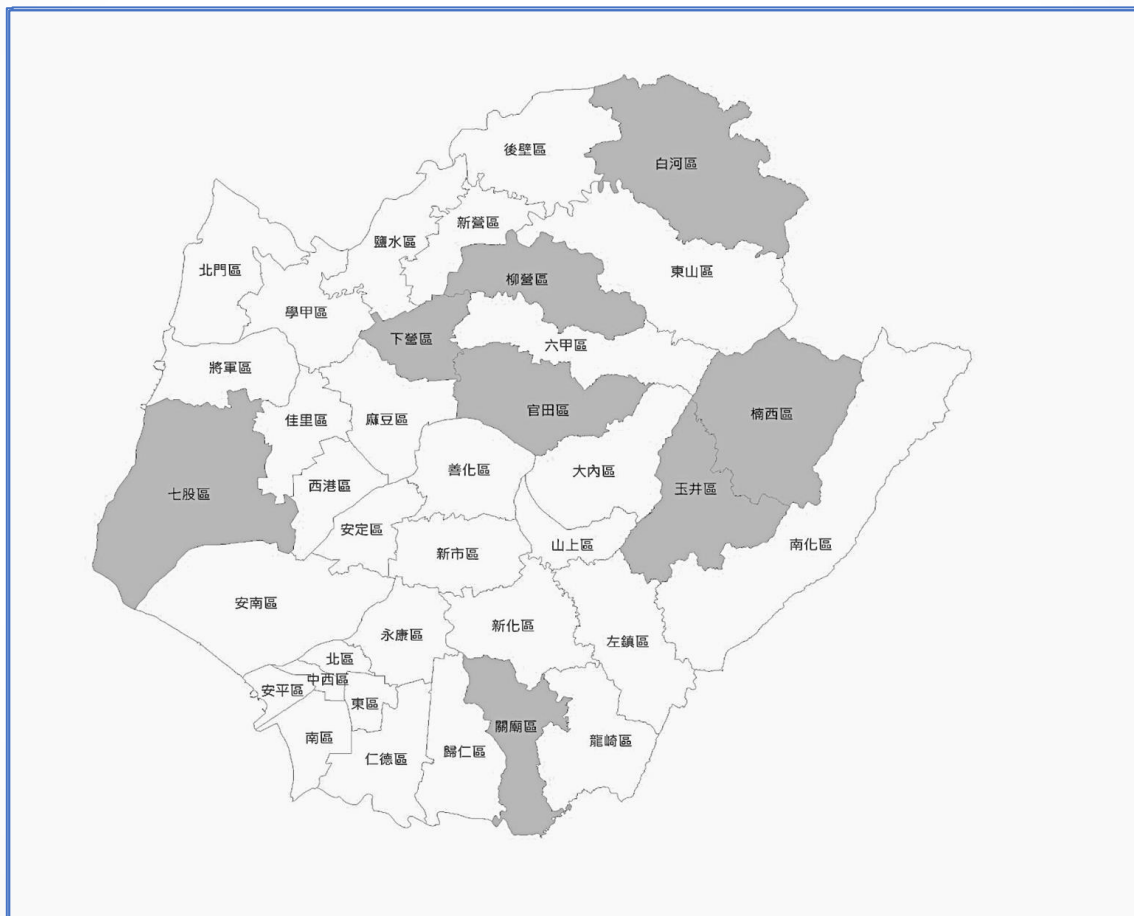 後壁區
白河區
新營區
鹽水區
北門區
柳營區
東山區
學甲區
下營區
六甲區
將軍區
楠西區
官田區
佳里區
麻豆區
善化區
大內區
西港區
玉井區
七股區
安定區
山上區
南化區
新市區
安南區
新化區
永康區
左鎮區
北區
中西區
安平區
東區
關廟區
南區
龍崎區
歸仁區
仁德區